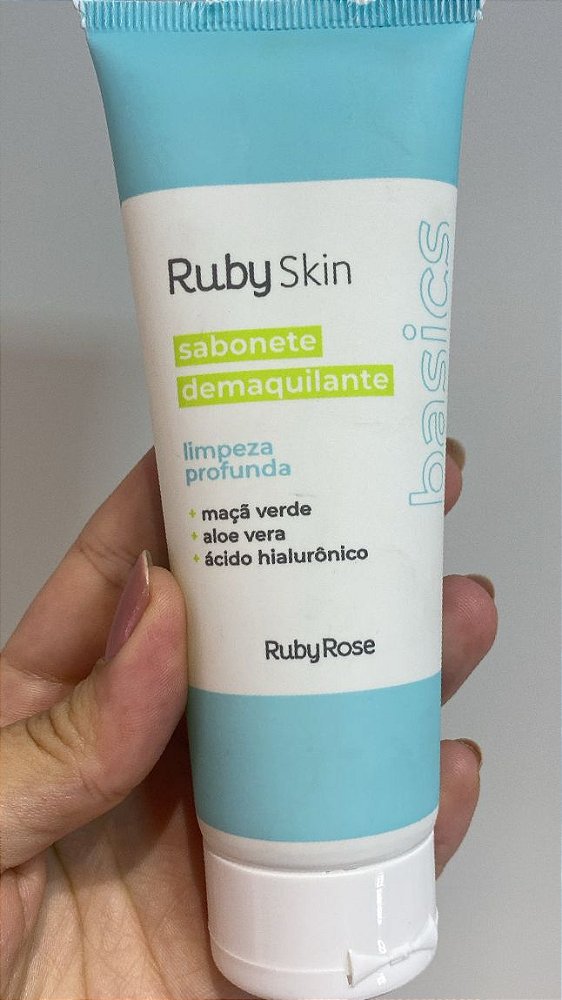 Ruby Skin
sabonete
demaquilante
limpeza
profunda
+ maçã verde
+ aloe vera
+ ácido hialurônico
RubyRose
basics